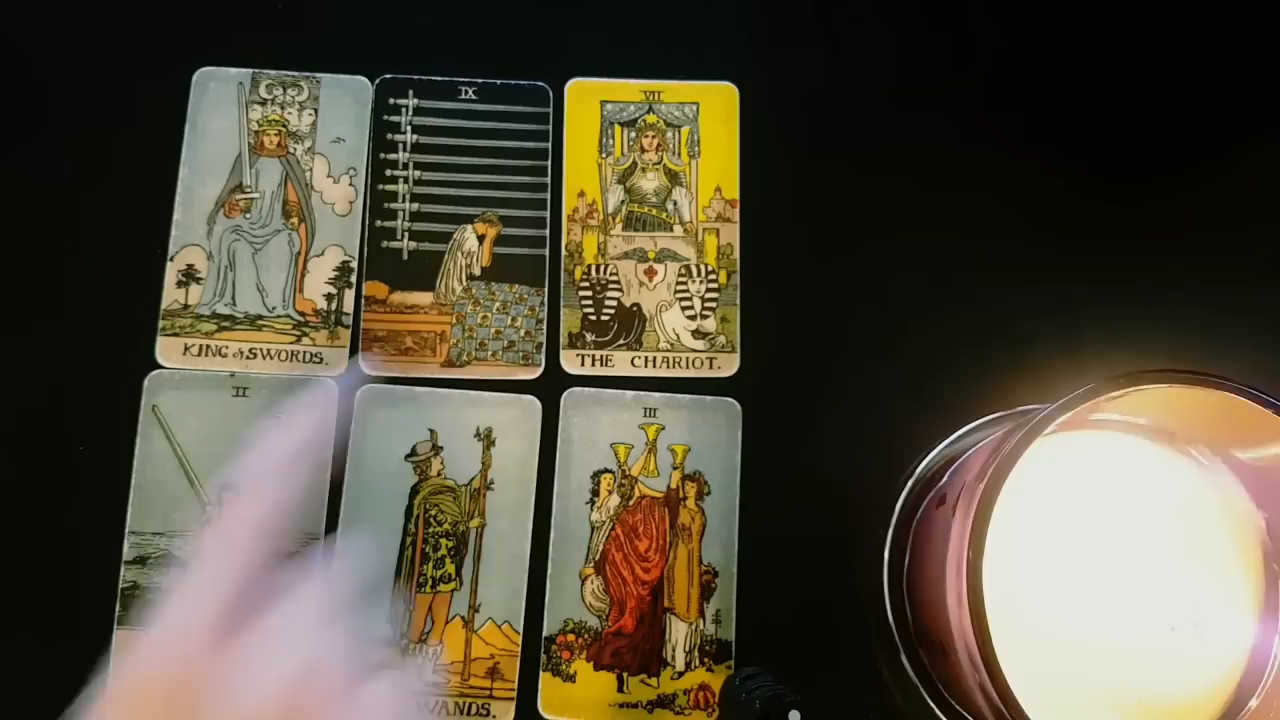 IX
VII
KING of SWORDS.
THE CHARIOT.
II
III
WANDS.